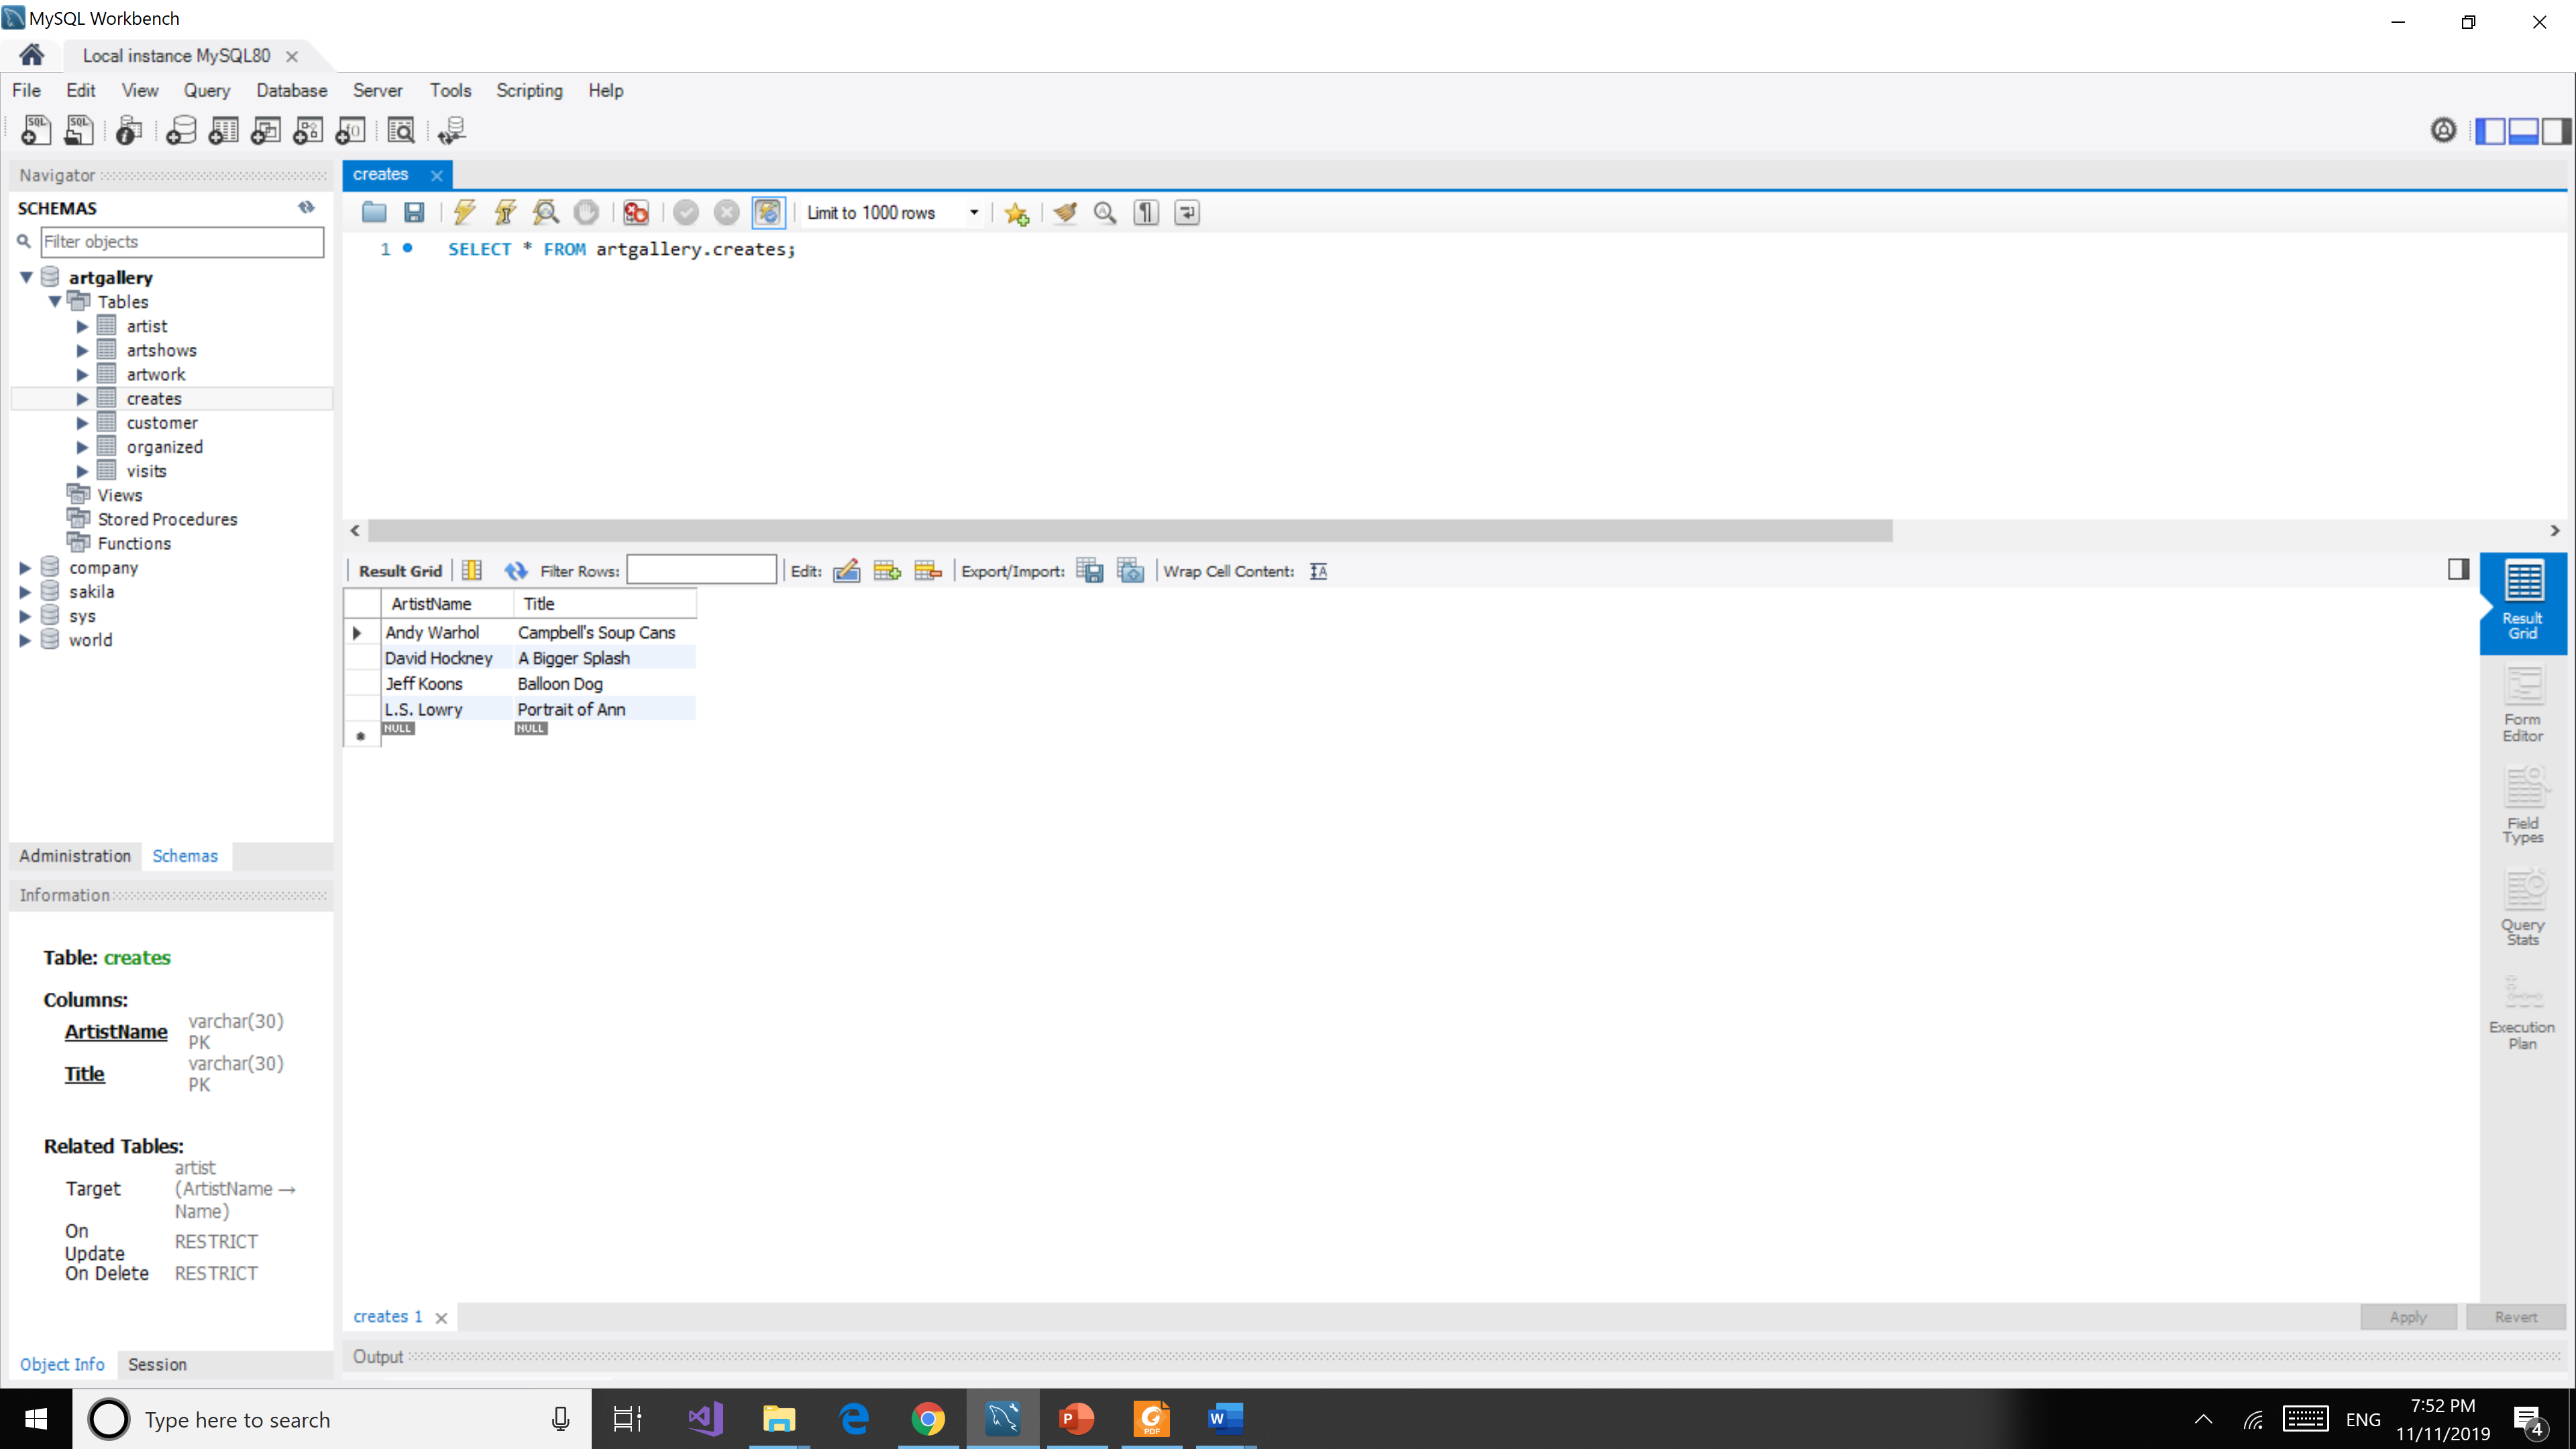 MySQL Workbench
Local instance MySQL80
File Edit View Query Database Server Tools Scripting Help
Navigator
SCHEMAS
Filter objects
artgallery
Tables
artist
artshows
artwork
creates
customer
organized
visits
Views
Stored Procedures
Functions
company
sakila
sys
world
Administration Schemas
Information
Table: creates
Columns:
ArtistName varchar(30) PK
Title varchar(30) PK
Related Tables:
Target artist (ArtistName → Name)
On Update RESTRICT
On Delete RESTRICT
Object Info Session
creates
Limit to 1000 rows
1 SELECT * FROM artgallery.creates;
Result Grid Filter Rows: Edit: Export/Import: Wrap Cell Content:
ArtistName Title
Andy Warhol Campbell's Soup Cans
David Hockney A Bigger Splash
Jeff Koons Balloon Dog
L.S. Lowry Portrait of Ann
NULL NULL
Result Grid
Form Editor
Field Types
Query Stats
Execution Plan
creates 1 Apply Revert
Output
Type here to search
ENG
7:52 PM
11/11/2019
4